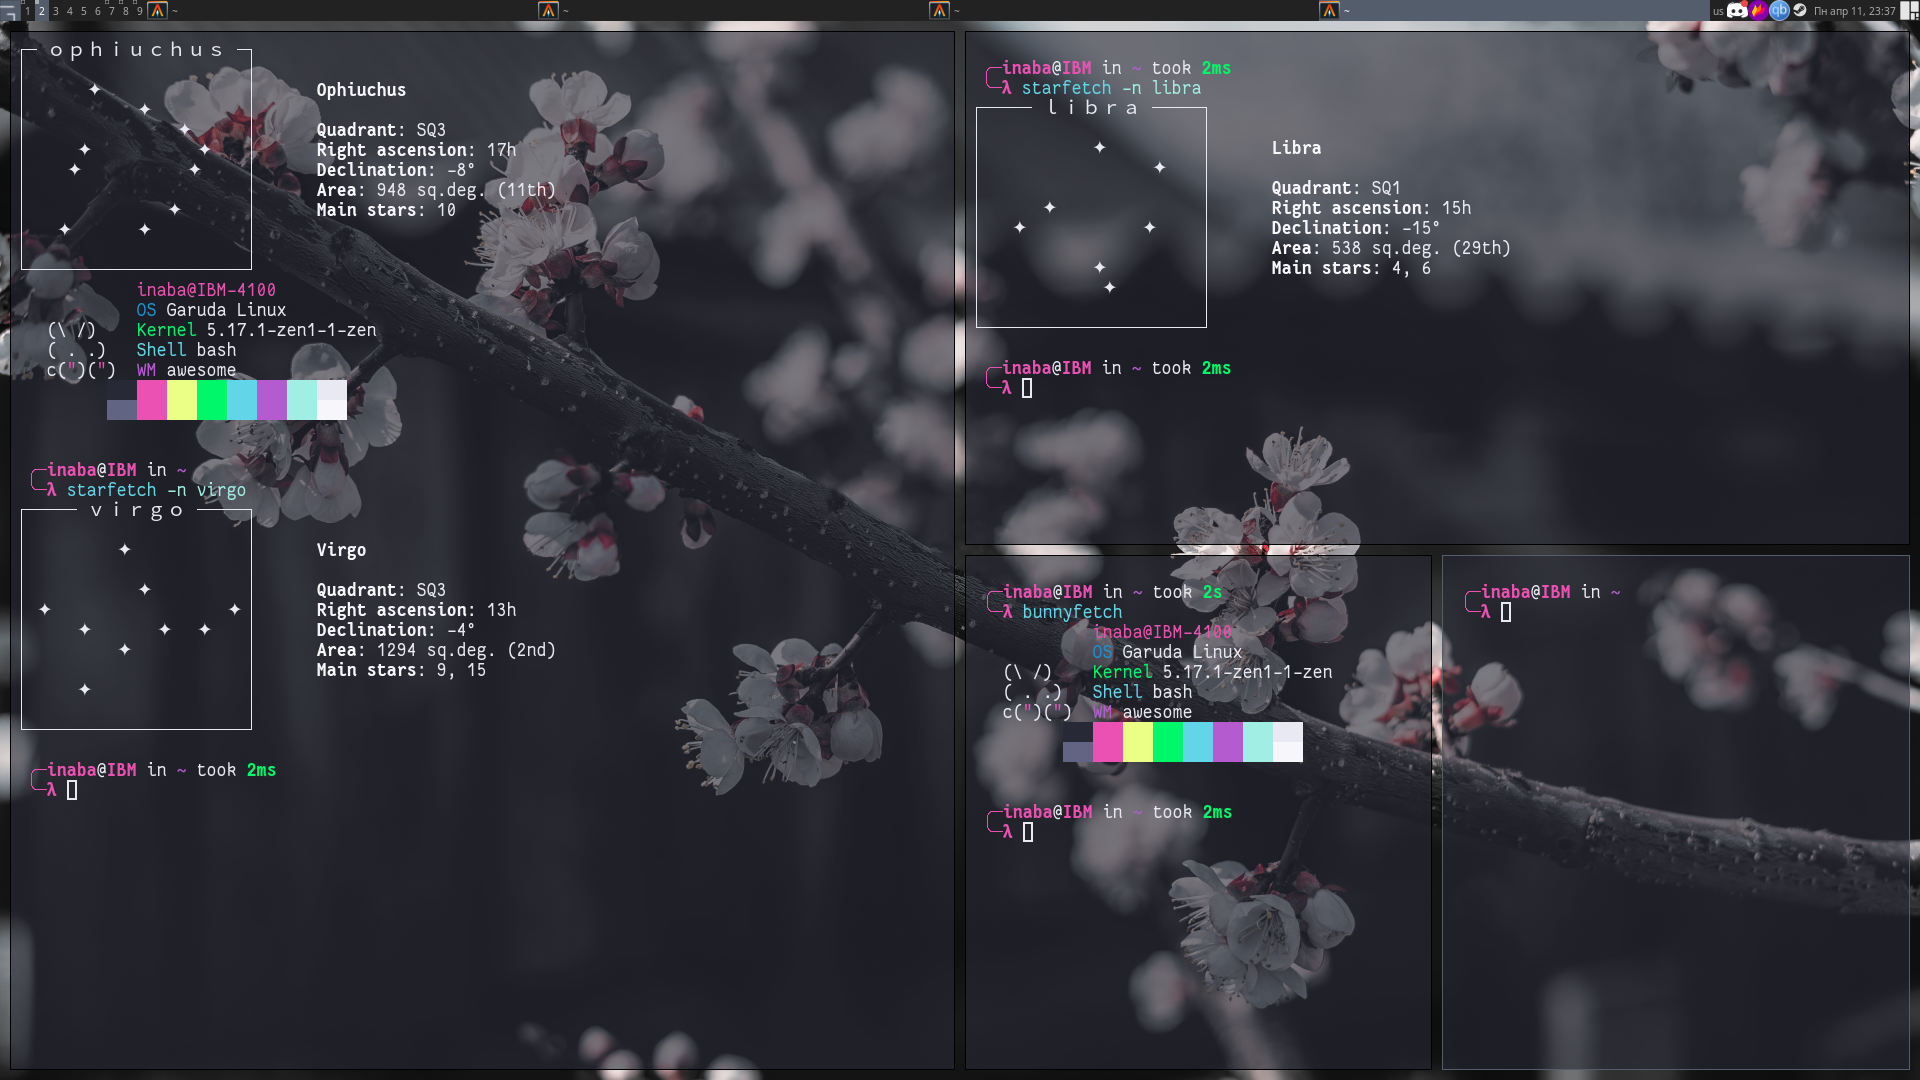 1 2 3 4 5 6 7 8 9 ~ ~ ~ ~ us qb Пн апр 11, 23:37
ophiuchus
Ophiuchus
Quadrant: SQ3
Right ascension: 17h
Declination: -8°
Area: 948 sq.deg. (11th)
Main stars: 10
inaba@IBM-4100
OS Garuda Linux
(\ /) Kernel 5.17.1-zen1-1-zen
( . .) Shell bash
c(")(") WM awesome
inaba@IBM in ~
λ starfetch -n virgo
virgo
Virgo
Quadrant: SQ3
Right ascension: 13h
Declination: -4°
Area: 1294 sq.deg. (2nd)
Main stars: 9, 15
inaba@IBM in ~ took 2ms
λ
inaba@IBM in ~ took 2ms
λ starfetch -n libra
libra
Libra
Quadrant: SQ1
Right ascension: 15h
Declination: -15°
Area: 538 sq.deg. (29th)
Main stars: 4, 6
inaba@IBM in ~ took 2ms
λ
inaba@IBM in ~ took 2s
λ bunnyfetch
inaba@IBM-4100
OS Garuda Linux
(\ /) Kernel 5.17.1-zen1-1-zen
( . .) Shell bash
c(")(") WM awesome
inaba@IBM in ~ took 2ms
λ
inaba@IBM in ~
λ